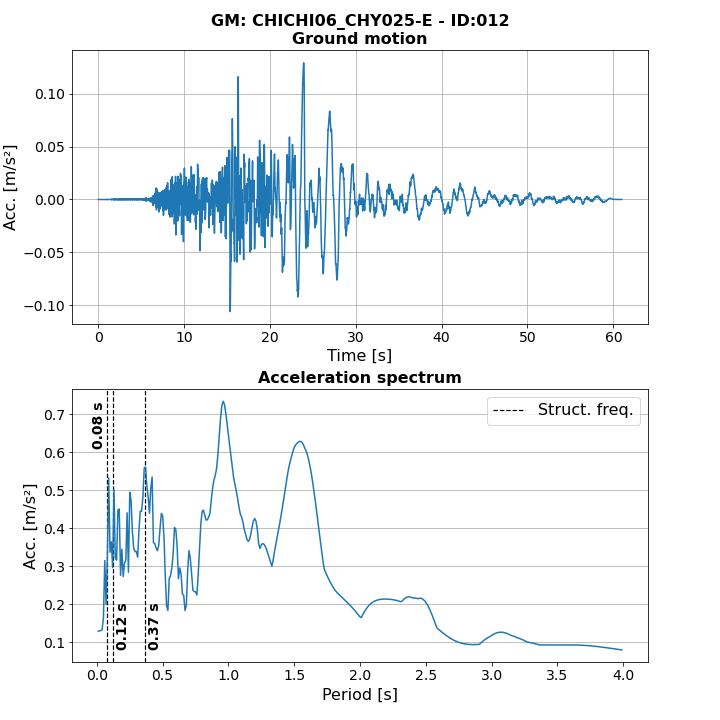 GM: CHICHI06_CHY025-E - ID:012
Ground motion
Acc. [m/s²]
0.10
0.05
0.00
−0.05
−0.10
0 10 20 30 40 50 60
Time [s]
Acceleration spectrum
Acc. [m/s²]
0.7
0.6
0.5
0.4
0.3
0.2
0.1
0.08 s
0.12 s
0.37 s
Struct. freq.
0.0 0.5 1.0 1.5 2.0 2.5 3.0 3.5 4.0
Period [s]